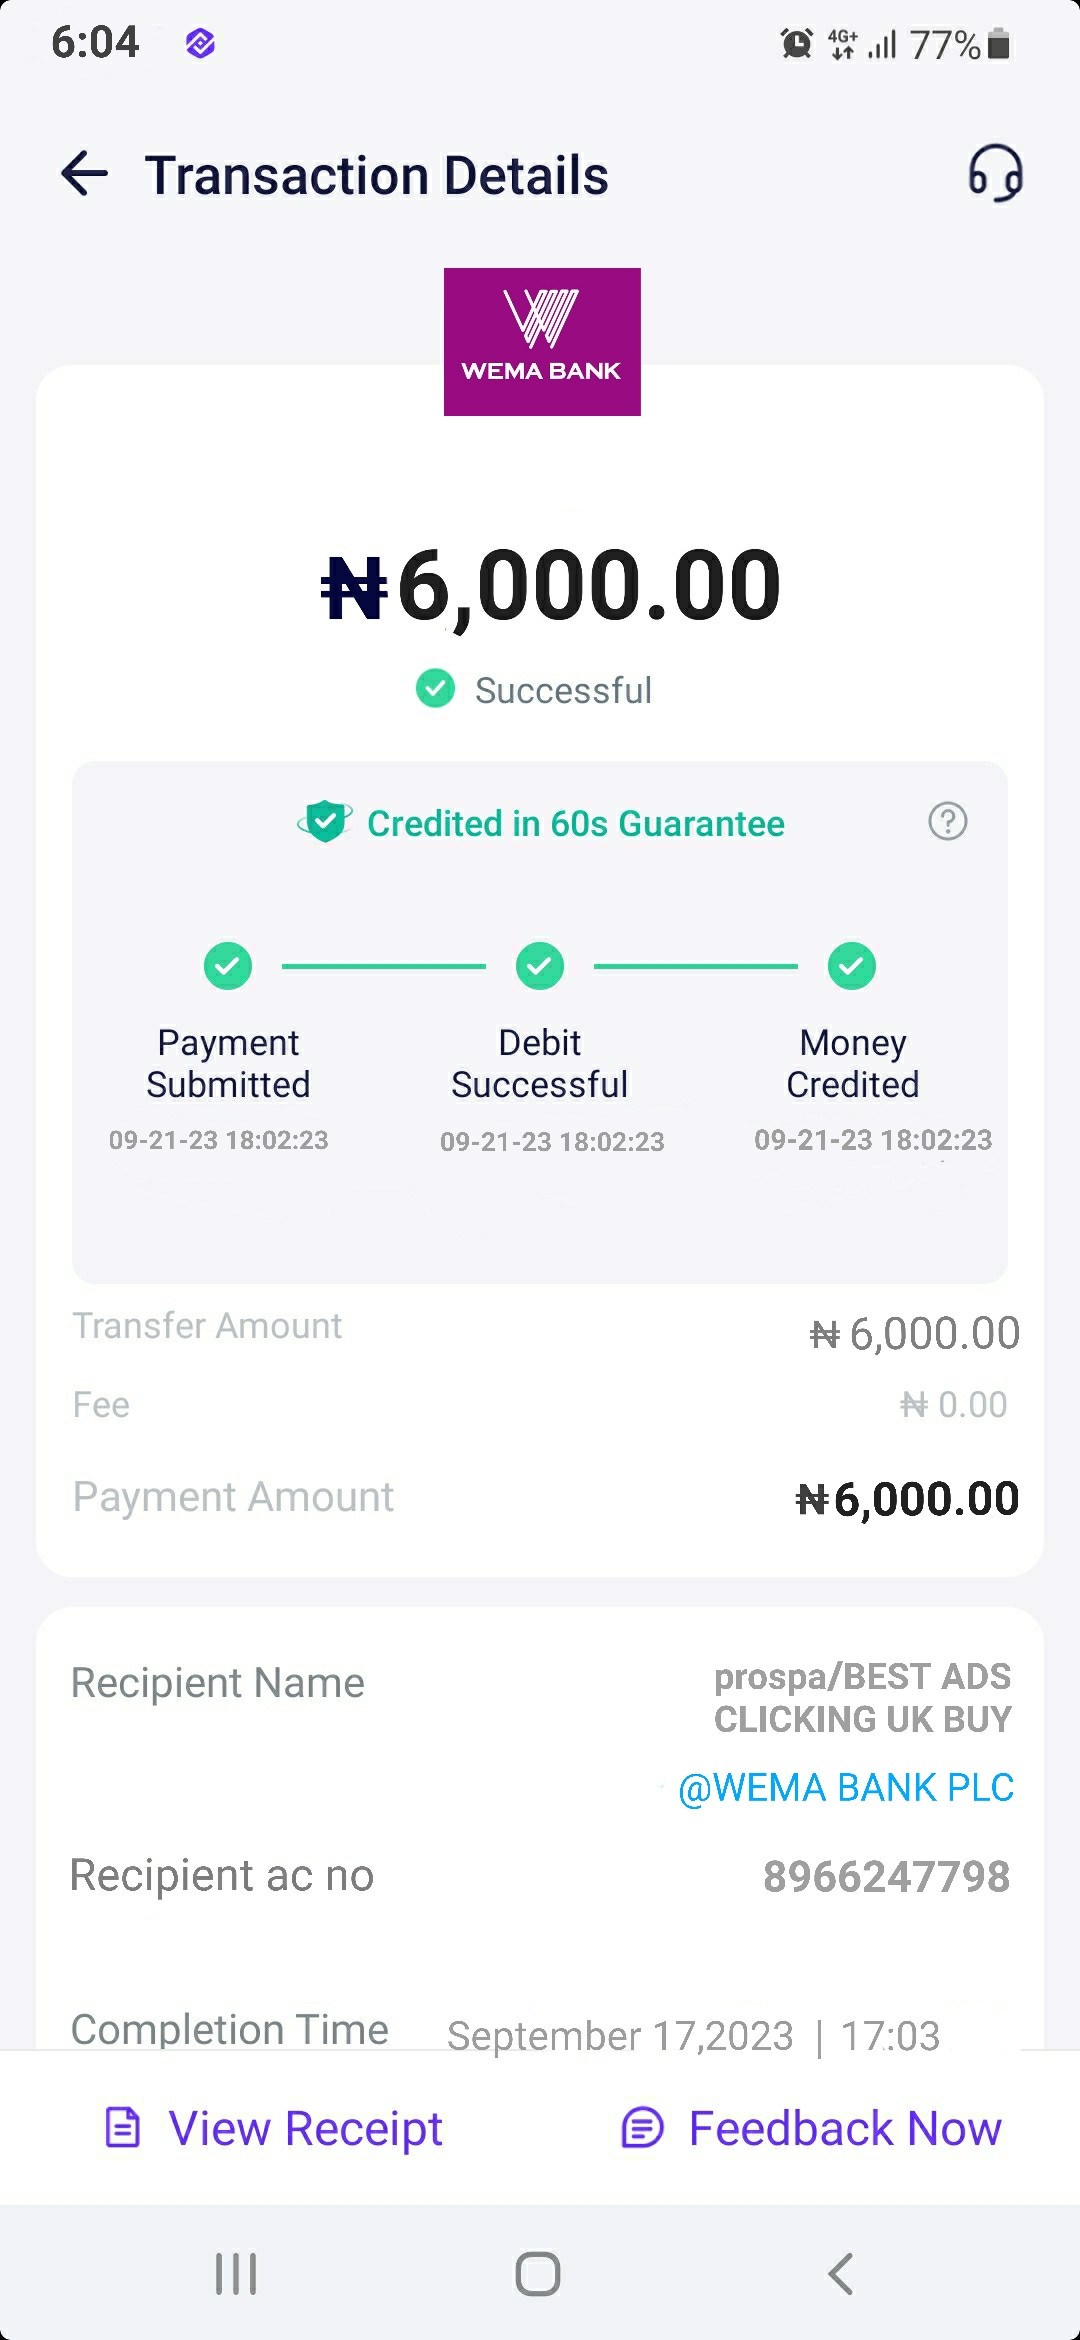 6:04
4G+ 77%
Transaction Details
WEMA BANK
₦6,000.00
Successful
Credited in 60s Guarantee ?
Payment Submitted
Debit Successful
Money Credited
09-21-23 18:02:23
09-21-23 18:02:23
09-21-23 18:02:23
Transfer Amount ₦ 6,000.00
Fee ₦ 0.00
Payment Amount ₦6,000.00
Recipient Name prospa/BEST ADS
CLICKING UK BUY
@WEMA BANK PLC
Recipient ac no 8966247798
Completion Time September 17,2023 | 17:03
View Receipt Feedback Now